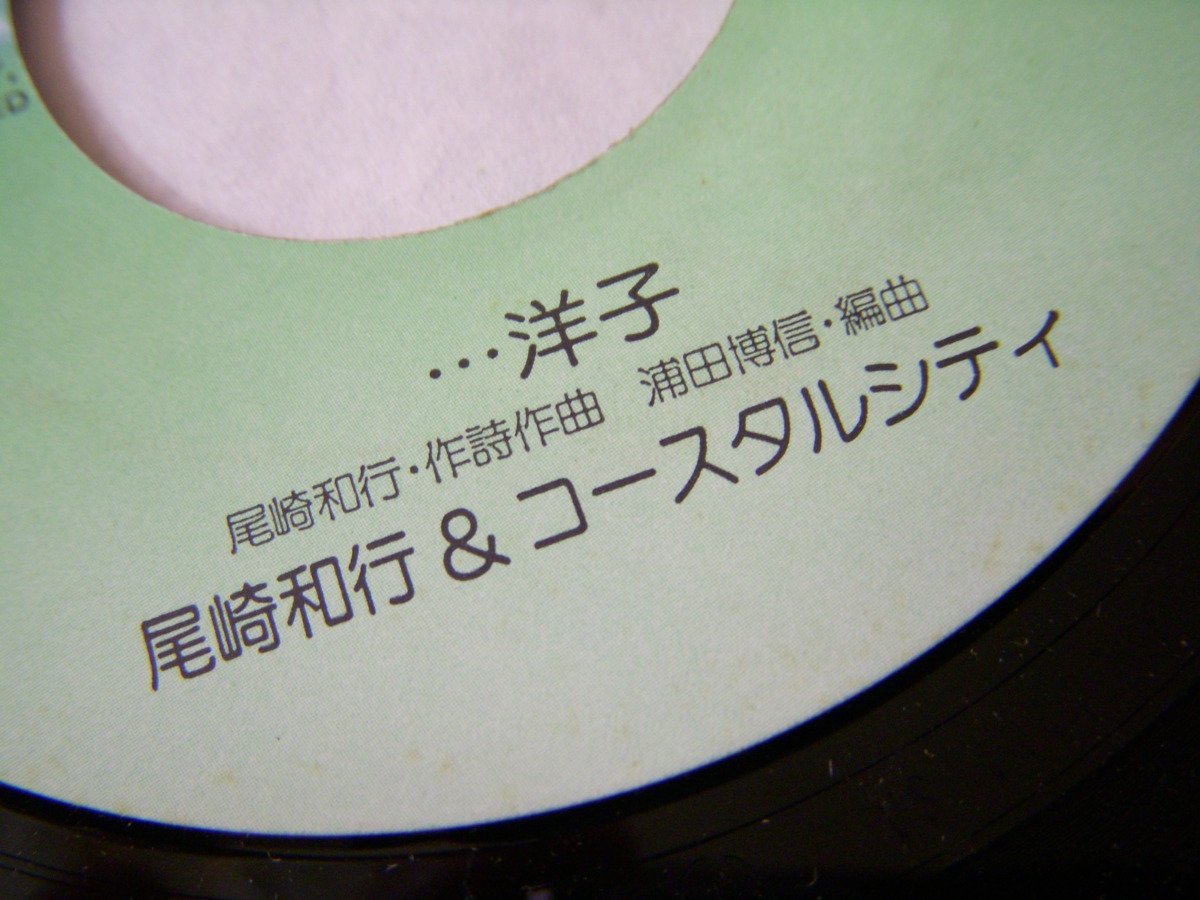 …洋子
尾崎和行・作詩作曲 浦田博信・編曲
尾崎和行 & コースタルシティ